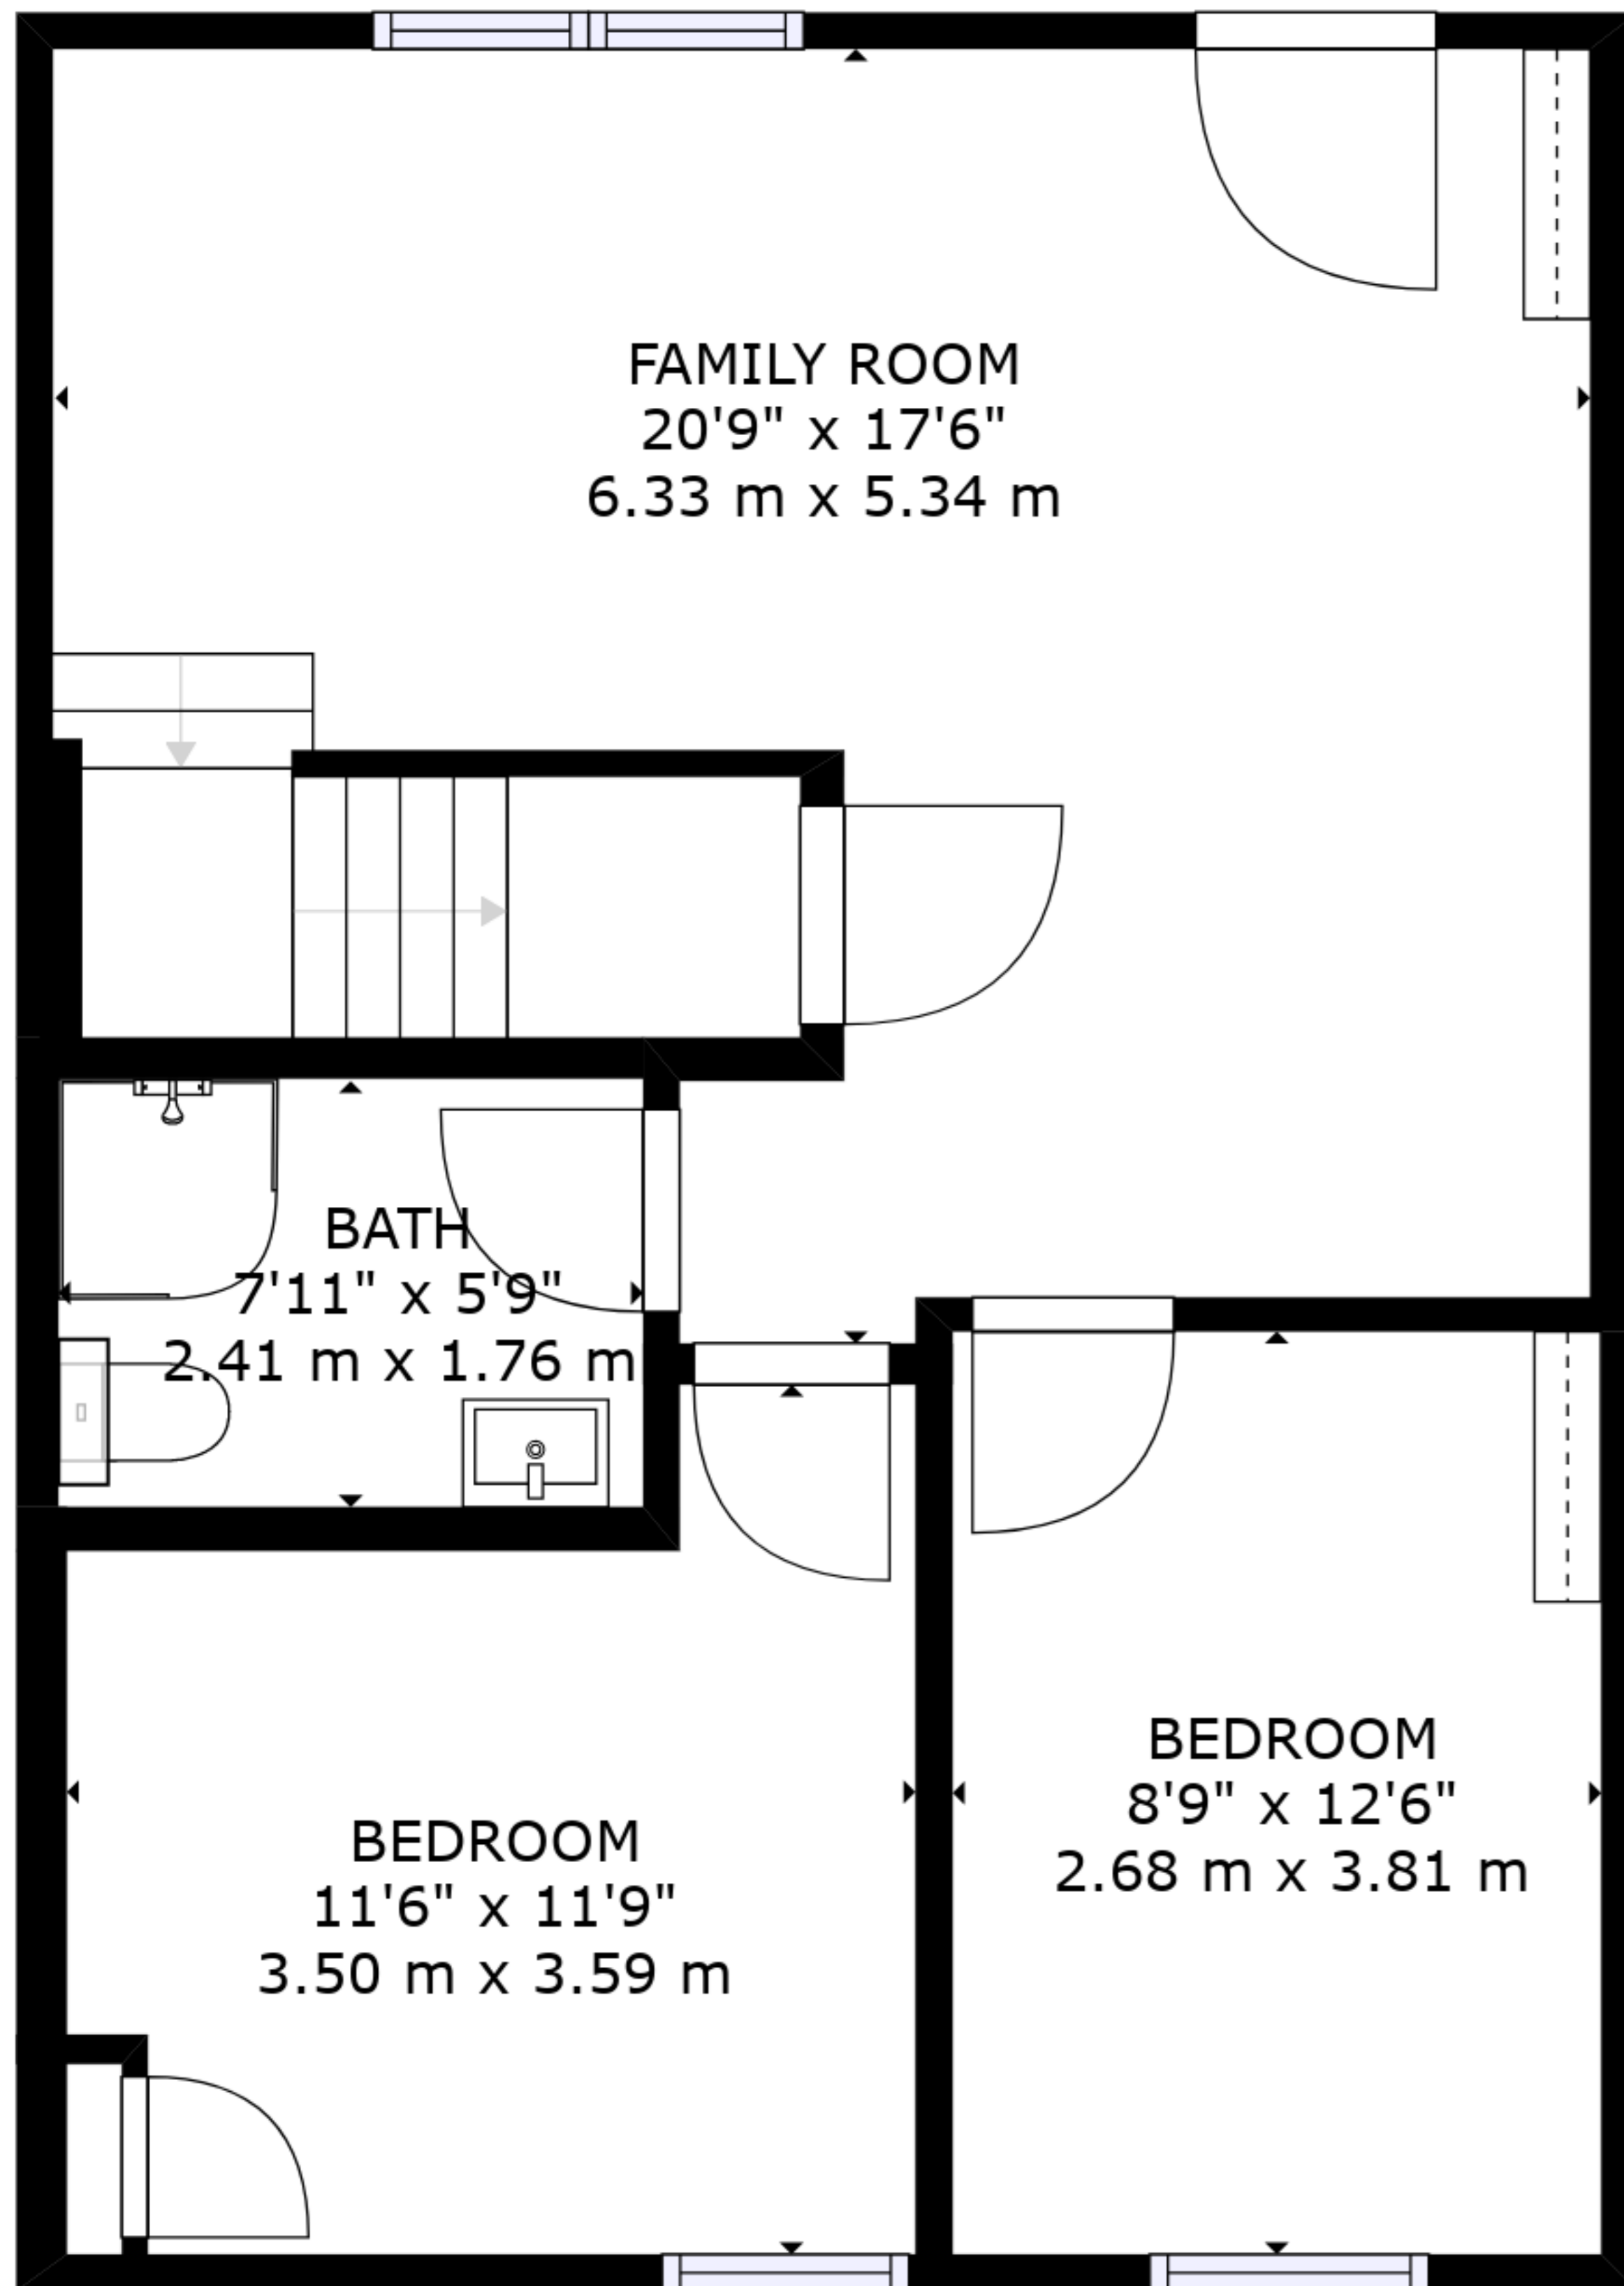 FAMILY ROOM
20'9" x 17'6"
6.33 m x 5.34 m
BATH
7'11" x 5'9"
2.41 m x 1.76 m
BEDROOM
8'9" x 12'6"
2.68 m x 3.81 m
BEDROOM
11'6" x 11'9"
3.50 m x 3.59 m